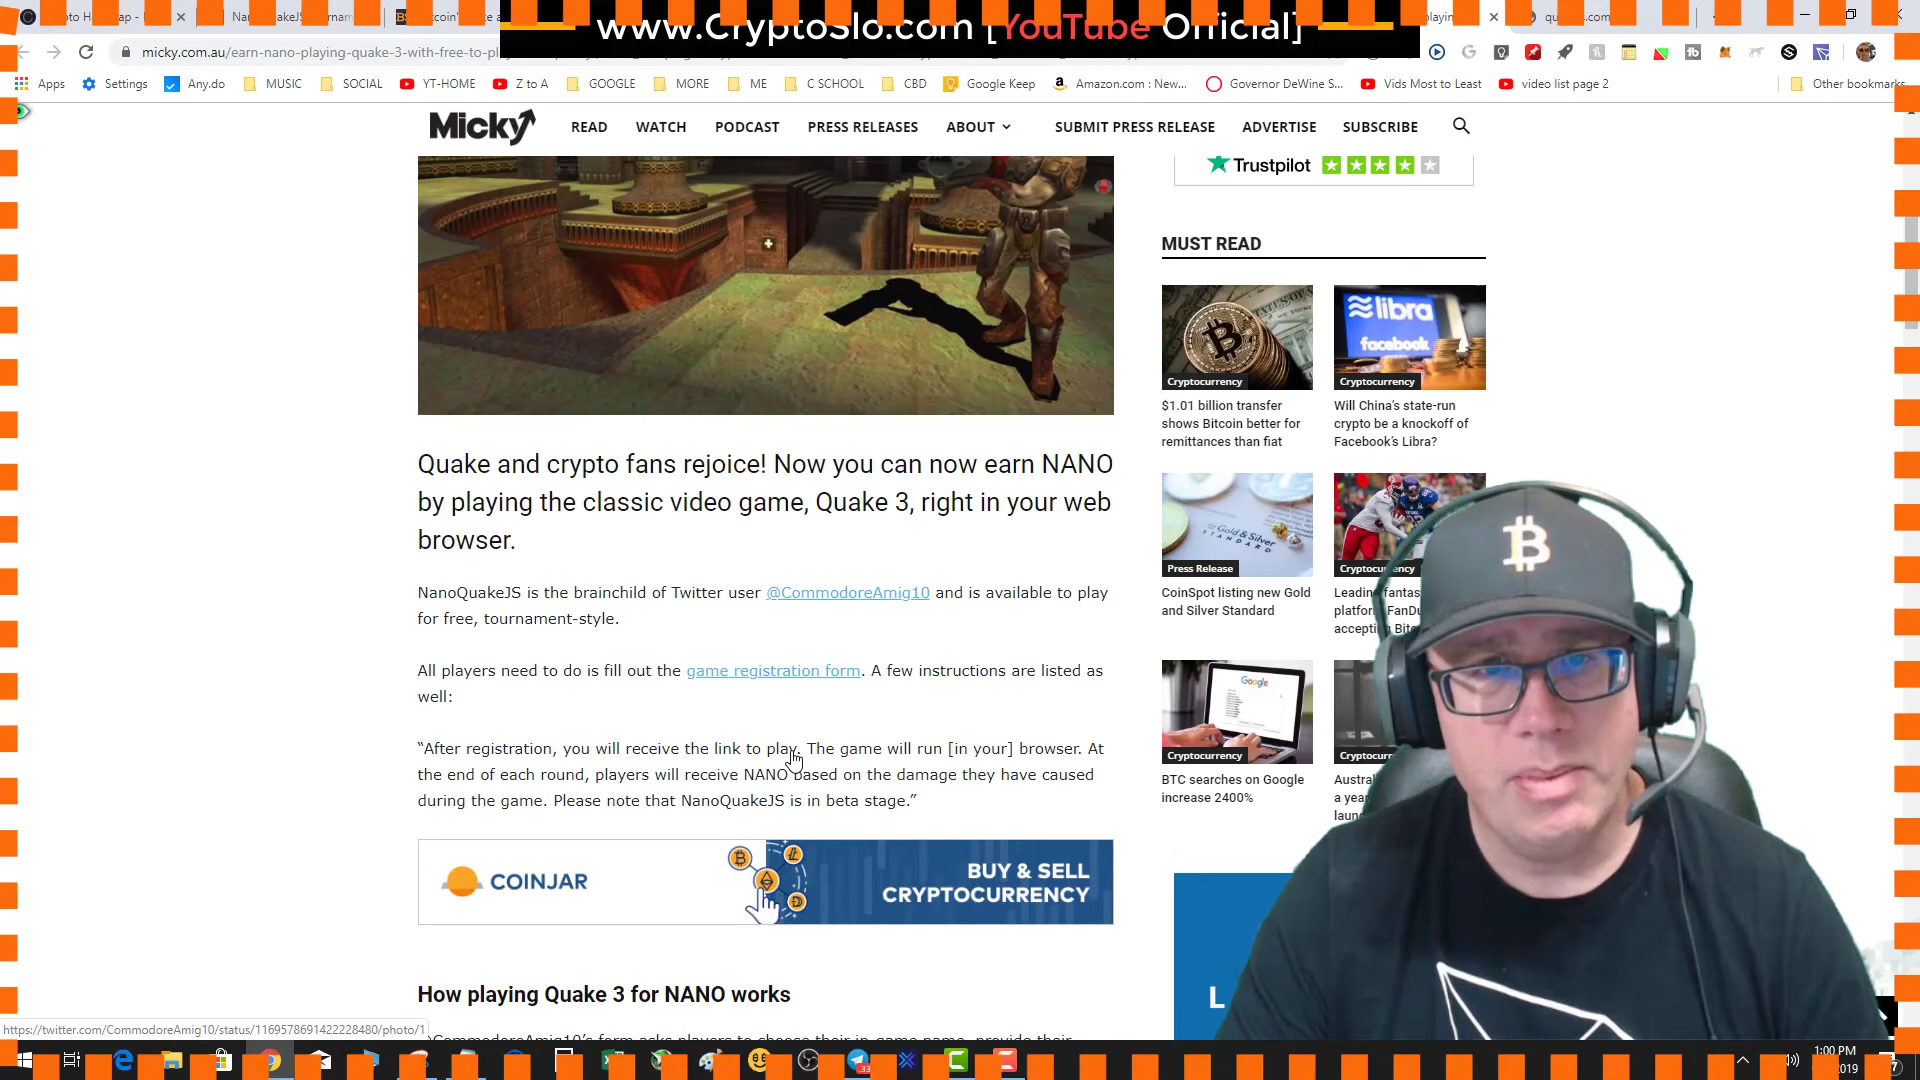 www.CryptoSlo.com [YouTube Official]
micky.com.au/earn-nano-playing-quake-3-with-free-to-pl
Apps Settings Any.do MUSIC SOCIAL YT-HOME Z to A GOOGLE MORE ME C SCHOOL CBD Google Keep Amazon.com : New... Governor DeWine S... Vids Most to Least video list page 2 Other bookmarks
Micky READ WATCH PODCAST PRESS RELEASES ABOUT SUBMIT PRESS RELEASE ADVERTISE SUBSCRIBE
Trustpilot
MUST READ
libra
facebook
Cryptocurrency
Cryptocurrency
$1.01 billion transfer
shows Bitcoin better for
remittances than fiat
Will China's state-run
crypto be a knockoff of
Facebook's Libra?
Quake and crypto fans rejoice! Now you can now earn NANO
by playing the classic video game, Quake 3, right in your web
browser.
Gold & Silver
STANDARD
Press Release
CoinSpot listing new Gold
and Silver Standard
NanoQuakeJS is the brainchild of Twitter user @CommodoreAmig10 and is available to play
for free, tournament-style.
All players need to do is fill out the game registration form. A few instructions are listed as
well:
Google
Cryptocurrency
BTC searches on Google
increase 2400%
“After registration, you will receive the link to play. The game will run [in your] browser. At
the end of each round, players will receive NANO based on the damage they have caused
during the game. Please note that NanoQuakeJS is in beta stage.”
COINJAR
BUY & SELL
CRYPTOCURRENCY
How playing Quake 3 for NANO works
https://twitter.com/CommodoreAmig10/status/1169578691422228480/photo/1
1:00 PM